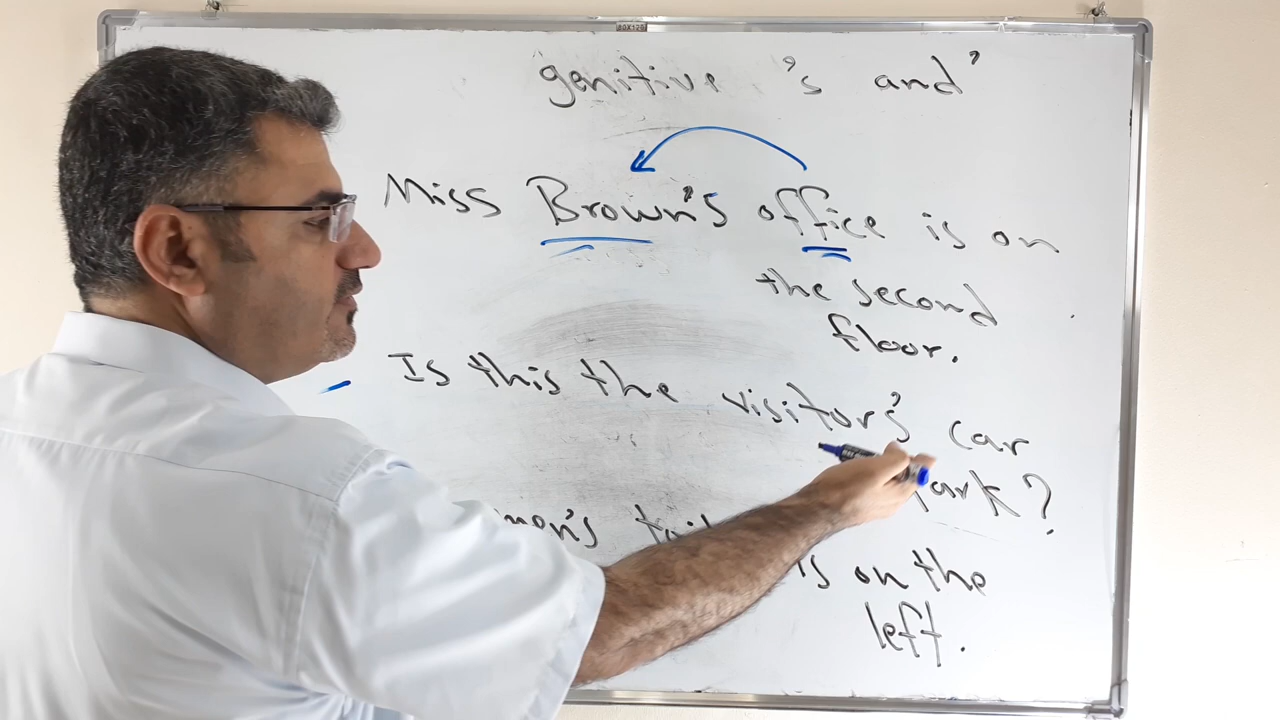 genitive 's and '
Miss Brown's office is on
the second
floor.
Is this the visitors' car
park?
is on the
left.